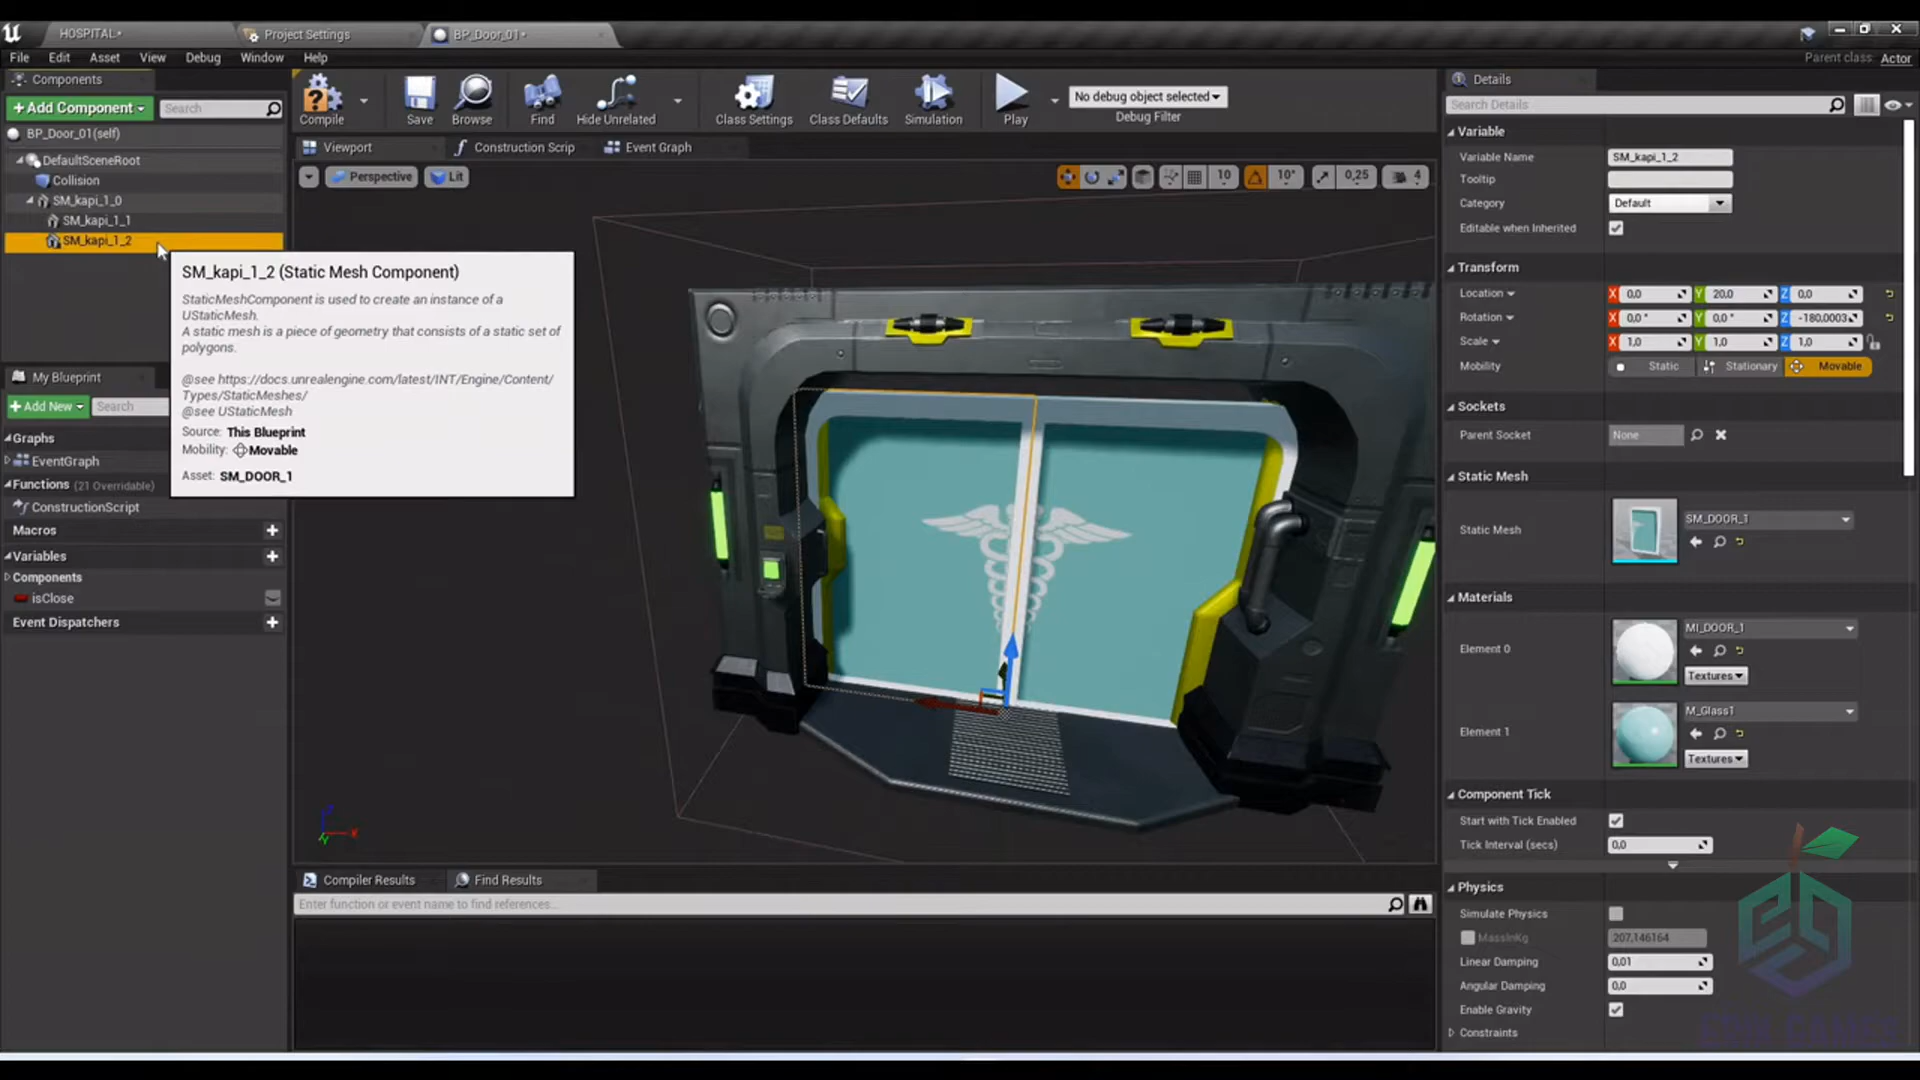 HOSPITAL*
Project Settings
BP_Door_01*
File Edit Asset View Debug Window Help
Parent class: Actor
Components
+Add Component
Search
BP_Door_01(self)
DefaultSceneRoot
Collision
SM_kapi_1_0
SM_kapi_1_1
SM_kapi_1_2
SM_kapi_1_2 (Static Mesh Component)
StaticMeshComponent is used to create an instance of a
UStaticMesh.
A static mesh is a piece of geometry that consists of a static set of
polygons.
@see https://docs.unrealengine.com/latest/INT/Engine/Content/
Types/StaticMeshes/
@see UStaticMesh
Source: This Blueprint
Mobility: Movable
Asset: SM_DOOR_1
My Blueprint
+Add New
Search
Graphs
EventGraph
Functions (21 Overridable)
ConstructionScript
Macros
Variables
Components
isClose
Event Dispatchers
Compile Save Browse Find Hide Unrelated Class Settings Class Defaults Simulation Play
No debug object selected
Debug Filter
Viewport
Construction Scrip
Event Graph
Perspective
Lit
10 10° 0,25 4
Compiler Results
Find Results
Enter function or event name to find references...
Details
Search Details
Variable
Variable Name SM_kapi_1_2
Tooltip
Category Default
Editable when Inherited
Transform
Location X 0,0 Y 20,0 Z 0,0
Rotation X 0,0 ° Y 0,0 ° Z -180,0003
Scale X 1,0 Y 1,0 Z 1,0
Mobility Static Stationary Movable
Sockets
Parent Socket None
Static Mesh
Static Mesh SM_DOOR_1
Materials
Element 0 MI_DOOR_1
Textures
Element 1 M_Glass1
Textures
Component Tick
Start with Tick Enabled
Tick Interval (secs) 0,0
Physics
Simulate Physics
MassInKg 207,146164
Linear Damping 0,01
Angular Damping 0,0
Enable Gravity
Constraints